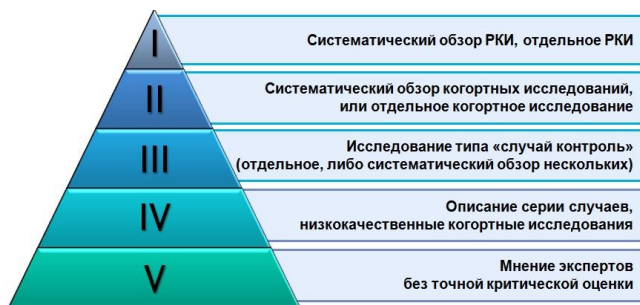 I
Систематический обзор РКИ, отдельное РКИ
II
Систематический обзор когортных исследований,
или отдельное когортное исследование
III
Исследование типа «случай контроль»
(отдельное, либо систематический обзор нескольких)
IV
Описание серии случаев,
низкокачественные когортные исследования
V
Мнение экспертов
без точной критической оценки